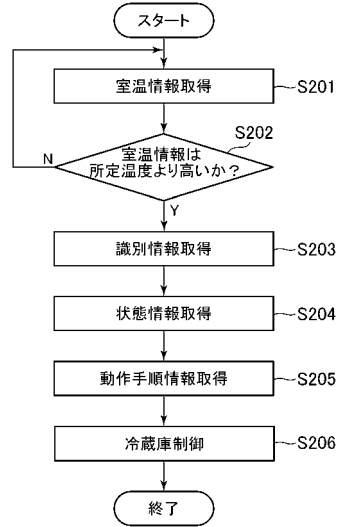 スタート
室温情報取得
S201
S202
室温情報は
所定温度より高いか？
N
Y
識別情報取得
S203
状態情報取得
S204
動作手順情報取得
S205
冷蔵庫制御
S206
終了